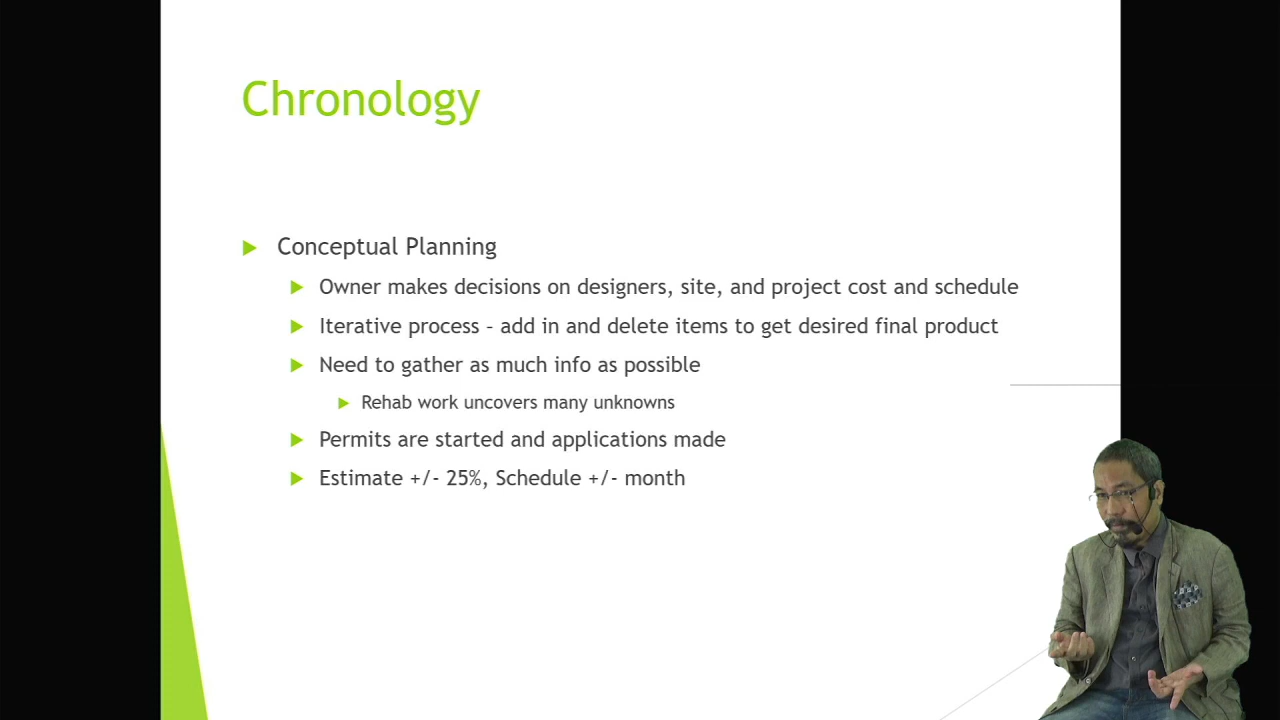 Chronology
Conceptual Planning
Owner makes decisions on designers, site, and project cost and schedule
Iterative process – add in and delete items to get desired final product
Need to gather as much info as possible
Rehab work uncovers many unknowns
Permits are started and applications made
Estimate +/- 25%, Schedule +/- month